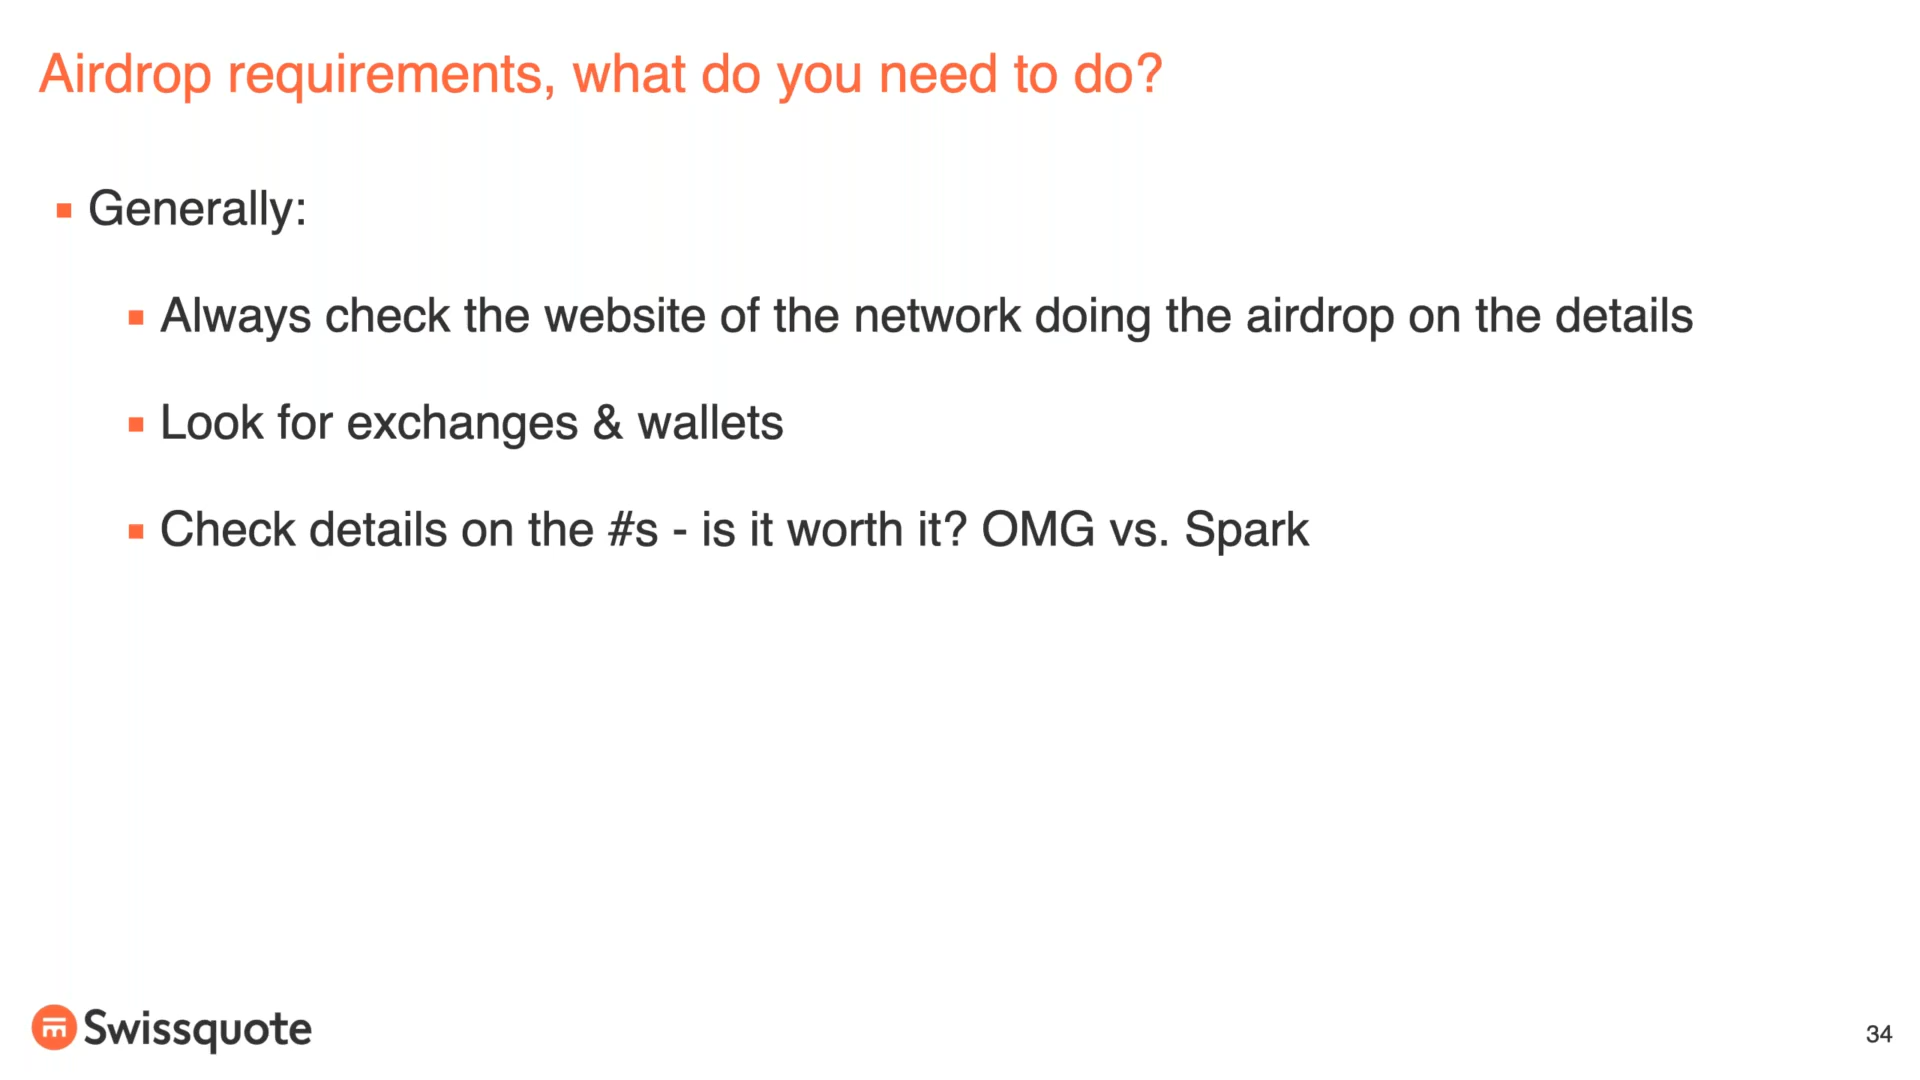 Airdrop requirements, what do you need to do?
Generally:
Always check the website of the network doing the airdrop on the details
Look for exchanges & wallets
Check details on the #s - is it worth it? OMG vs. Spark
Swissquote
34